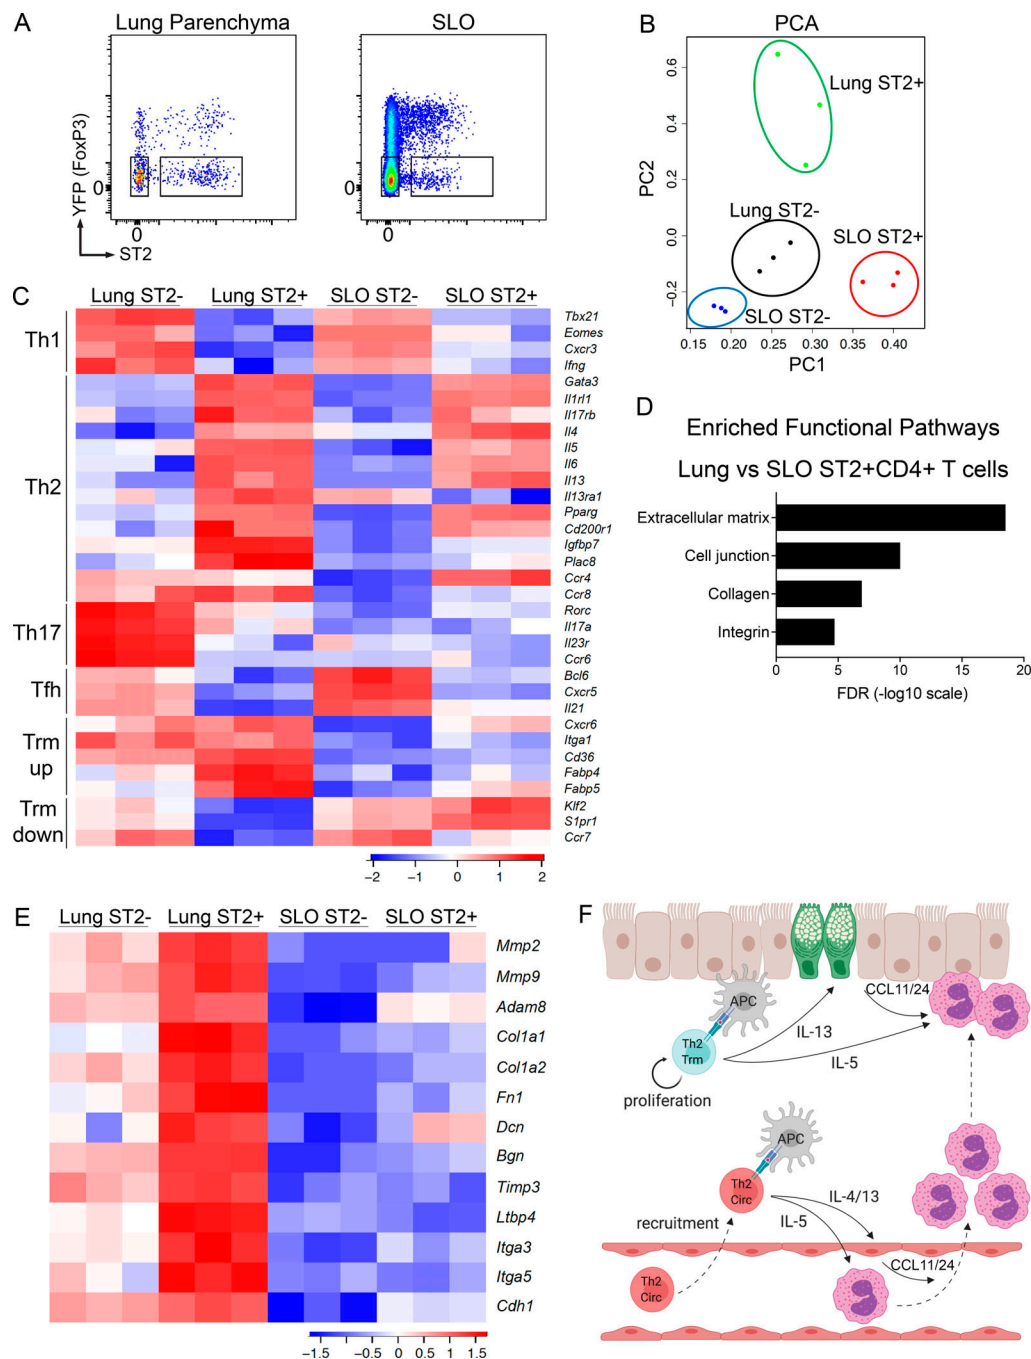 A
Lung Parenchyma
SLO
YFP (FoxP3)
0
0
0
0
ST2
B
PCA
Lung ST2+
Lung ST2-
SLO ST2+
SLO ST2-
PC2
0.6
0.4
0.2
0.0
-0.2
0.15 0.20 0.25 0.30 0.35 0.40
PC1
C
Lung ST2- Lung ST2+ SLO ST2- SLO ST2+
Th1
Tbx21
Eomes
Cxcr3
Ifng
Th2
Gata3
Il1rl1
Il17rb
Il4
Il5
Il6
Il13
Il13ra1
Pparg
Cd200r1
Igfbp7
Plac8
Ccr4
Ccr8
Th17
Rorc
Il17a
Il23r
Ccr6
Tfh
Bcl6
Cxcr5
Il21
Trm
up
Cxcr6
Itga1
Cd36
Fabp4
Fabp5
Trm
down
Klf2
S1pr1
Ccr7
-2 -1 0 1 2
D
Enriched Functional Pathways
Lung vs SLO ST2+CD4+ T cells
Extracellular matrix
Cell junction
Collagen
Integrin
0 5 10 15 20
FDR (-log10 scale)
E
Lung ST2- Lung ST2+ SLO ST2- SLO ST2+
Mmp2
Mmp9
Adam8
Col1a1
Col1a2
Fn1
Dcn
Bgn
Timp3
Ltbp4
Itga3
Itga5
Cdh1
-1.5 -0.5 0 0.5 1.5
F
APC
CCL11/24
Th2
Trm
IL-13
IL-5
proliferation
APC
Th2
Circ
IL-4/13
IL-5
recruitment
CCL11/24
Th2
Circ